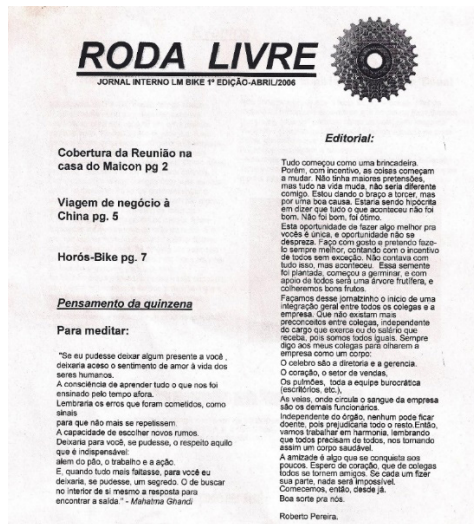 RODA LIVRE
JORNAL INTERNO LM BIKE 1º EDIÇÃO-ABRIL/2006
Cobertura da Reunião na
casa do Maicon pg 2
Viagem de negócio à
China pg. 5
Horós-Bike pg. 7
Pensamento da quinzena
Para meditar:
"Se eu pudesse deixar algum presente a você ,
deixaria aceso o sentimento de amor à vida dos
seres humanos.
A consciência de aprender tudo o que nos foi
ensinado pelo tempo afora.
Lembraria os erros que foram cometidos, como
sinais
para que não mais se repetissem.
A capacidade de escolher novos rumos.
Deixaria para você, se pudesse, o respeito aquilo
que é indispensável:
alem do pão, o trabalho e a ação.
E, quando tudo mais faltasse, para você eu
deixaria, se pudesse, um segredo. O de buscar
no interior de si mesmo a resposta para
encontrar a saída." - Mahatma Ghandi
Editorial:
Tudo começou como uma brincadeira.
Porém, com incentivo, as coisas começam
a mudar. Não tinha maiores pretensões,
mas tudo na vida muda, não seria diferente
comigo. Estou dando o braço a torcer, mas
por uma boa causa. Estaria sendo hipócrita
em dizer que tudo o que aconteceu não foi
bom. Não foi bom, foi ótimo.
Esta oportunidade de fazer algo melhor pra
vocês é única, e oportunidade não se
despreza. Faço com gosto e pretendo faze-
lo sempre melhor, contando com o incentivo
de todos sem exceção. Não contava com
tudo isso, mas aconteceu. Essa semente
foi plantada, começou a germinar, e com
apoio de todos será uma árvore frutífera, e
colheremos bons frutos.
Façamos desse jornalzinho o início de uma
integração geral entre todos os colegas e a
empresa. Que não existam mais
preconceitos entre colegas, independente
do cargo que exerce ou do salário que
receba, pois somos todos iguais. Sempre
digo aos meus colegas para olharem a
empresa como um corpo:
O celebro são a diretoria e a gerencia.
O coração, o setor de vendas,
Os pulmões, toda a equipe burocrática
(escritórios, etc.),
As veias, onde circula o sangue da empresa
são os demais funcionários.
Independente do órgão, nenhum pode ficar
doente, pois prejudicaria todo o resto.Então,
vamos trabalhar em harmonia, lembrando
que todos precisam de todos, nos tornando
assim um corpo saudável.
A amizade é algo que se conquista aos
poucos. Espero de coração, que de colegas
todos se tornem amigos. Se cada um fizer
sua parte, nada será impossível.
Comecemos, então, desde já.
Boa sorte pra nós.
Roberto Pereira.